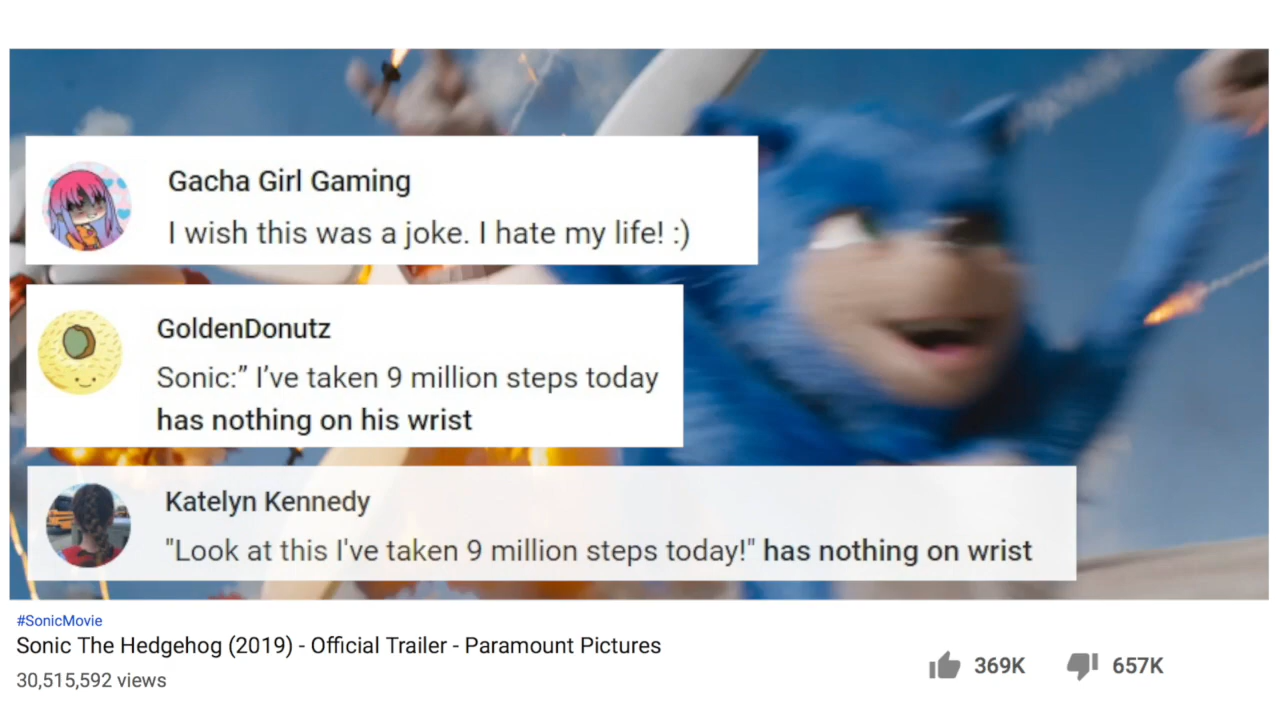 Gacha Girl Gaming
I wish this was a joke. I hate my life! :)
GoldenDonutz
Sonic:” I’ve taken 9 million steps today
has nothing on his wrist
Katelyn Kennedy
"Look at this I've taken 9 million steps today!" has nothing on wrist
#SonicMovie
Sonic The Hedgehog (2019) - Official Trailer - Paramount Pictures
369K
657K
30,515,592 views